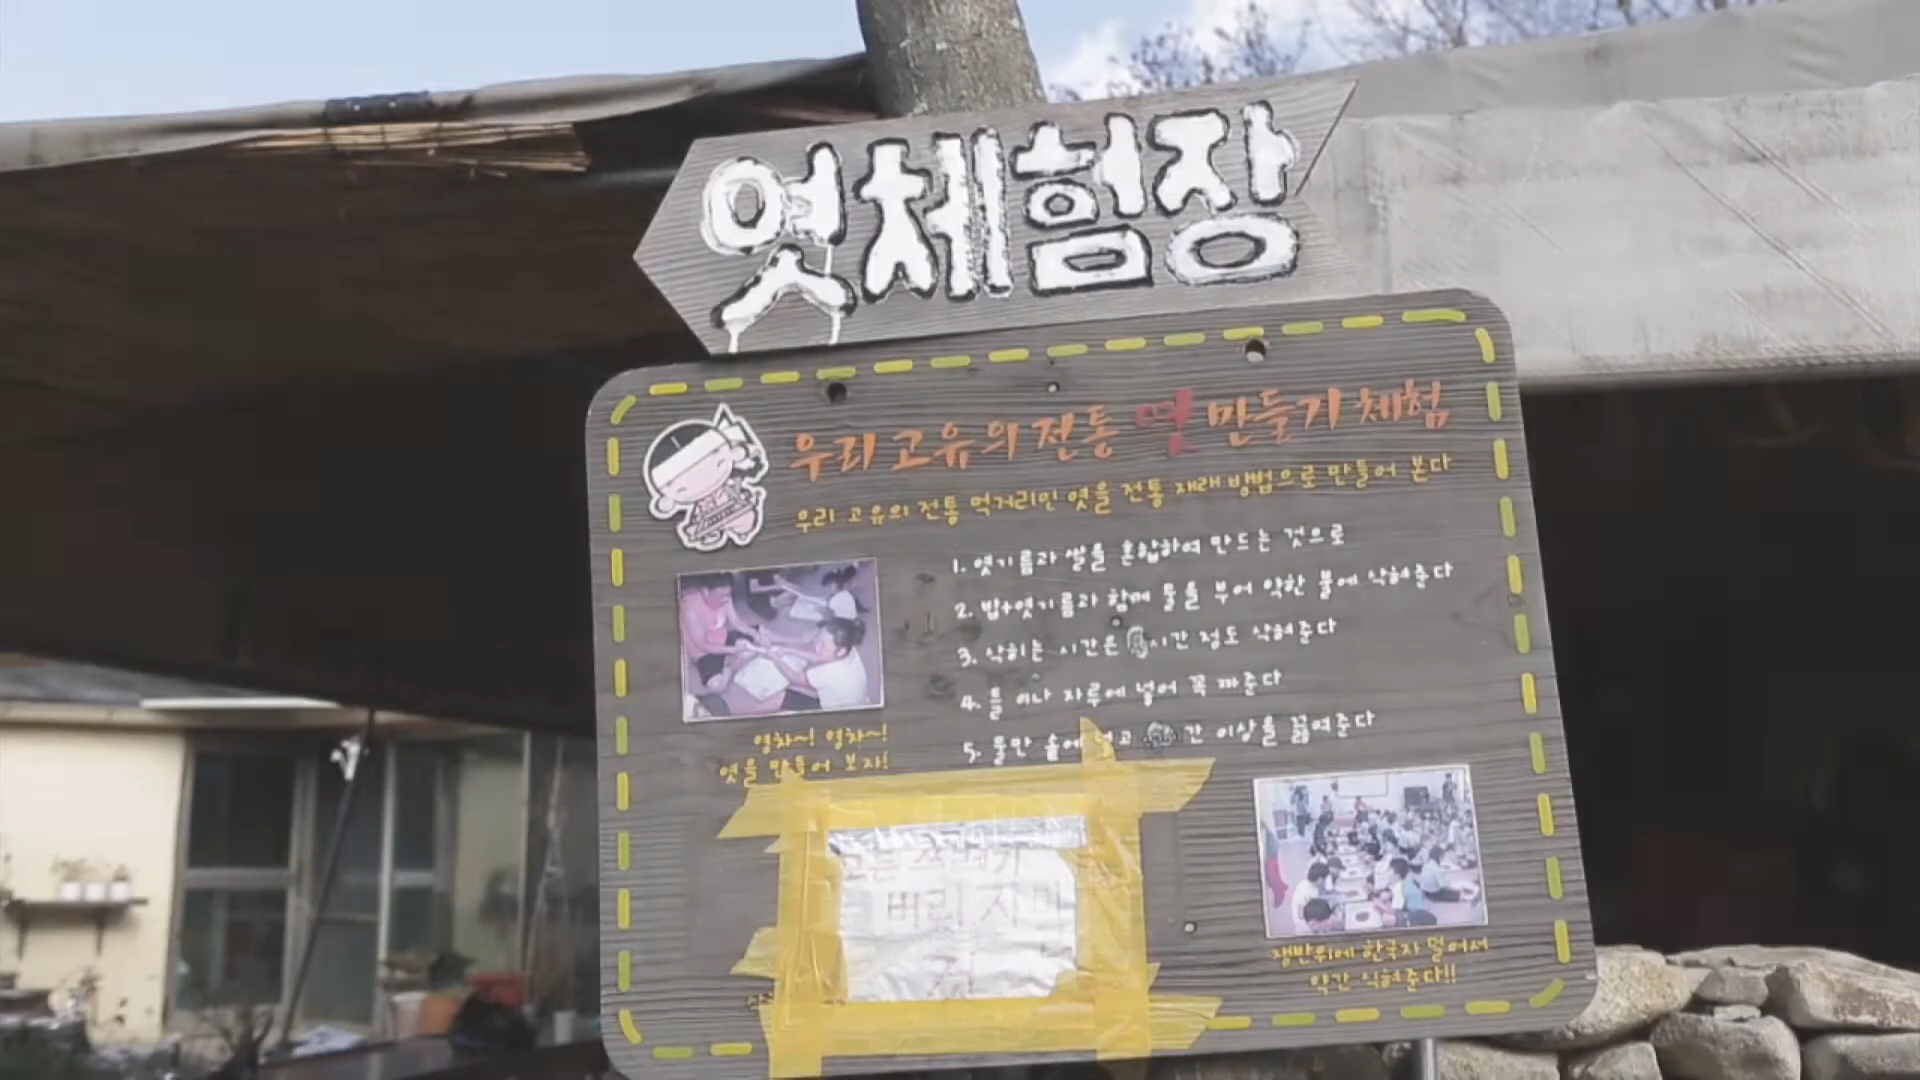 엿체험장
우리 고유의 전통 엿 만들기 체험
우리 고유의 전통 먹거리인 엿을 전통 재래 방법으로 만들어 본다
1. 엿기름과 쌀을 혼합하여 만드는 것으로
2. 밥+엿기름과 함께 물을 부어 약한 불에 삭혀준다
3. 삭히는 시간은 시간 정도 삭혀준다
4. 틀 이나 자루에 넣어 꼭 짜준다
5. 물만 솥에 넣고 간 이상을 끓여준다
영차~! 영차~!
엿을 만들어 보자!
버리지마
쟁반위에 한국자 덜어서
약간 식혀준다!!